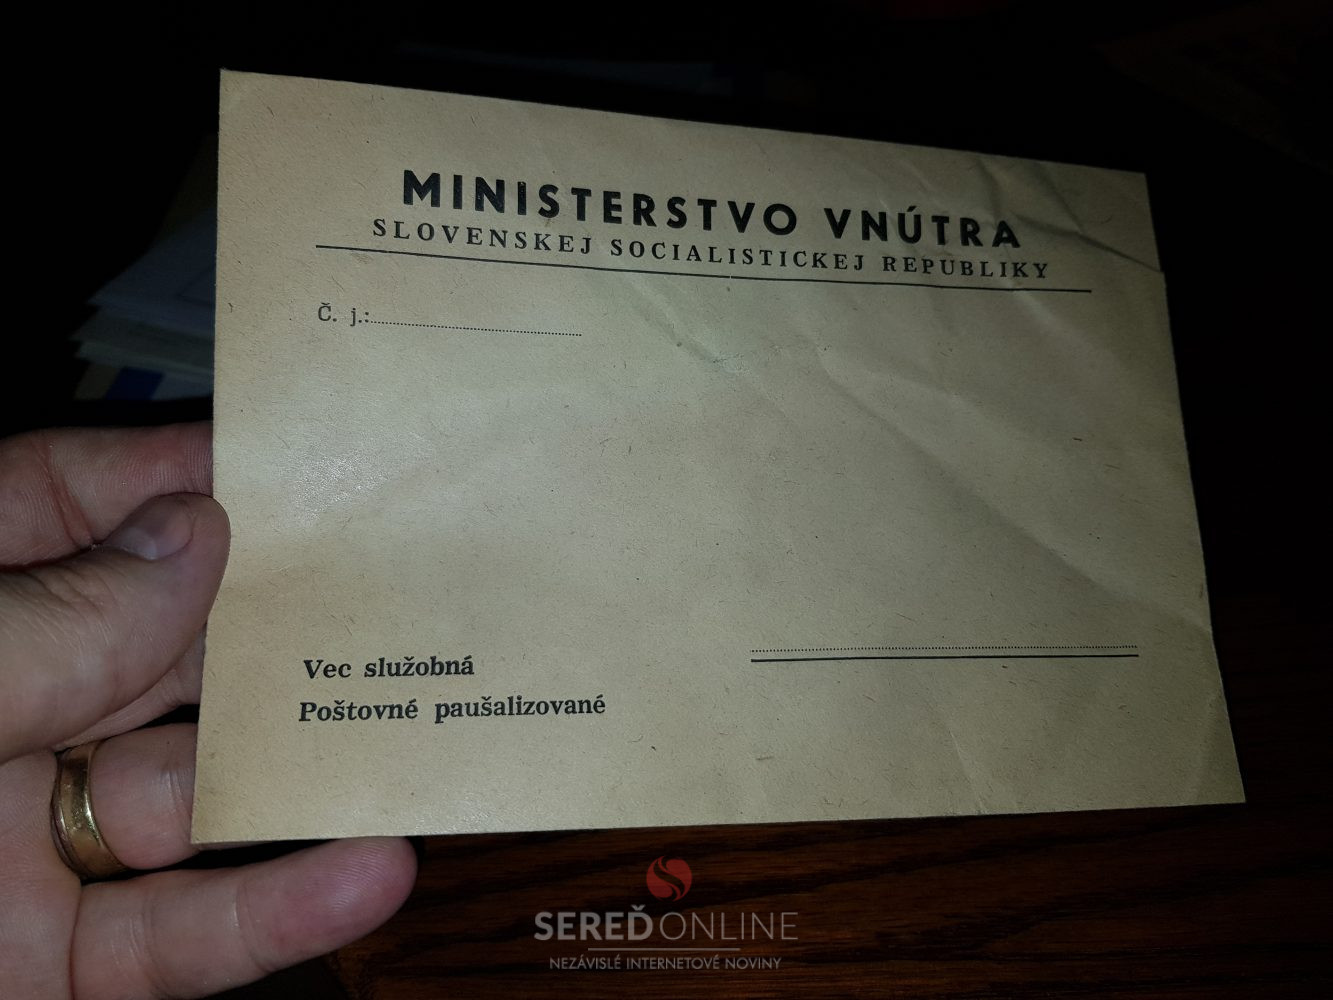 MINISTERSTVO VNÚTRA
SLOVENSKEJ SOCIALISTICKEJ REPUBLIKY
Č. j.:
Vec služobná
Poštovné paušalizované
SEREĎONLINE
NEZÁVISLÉ INTERNETOVÉ NOVINY